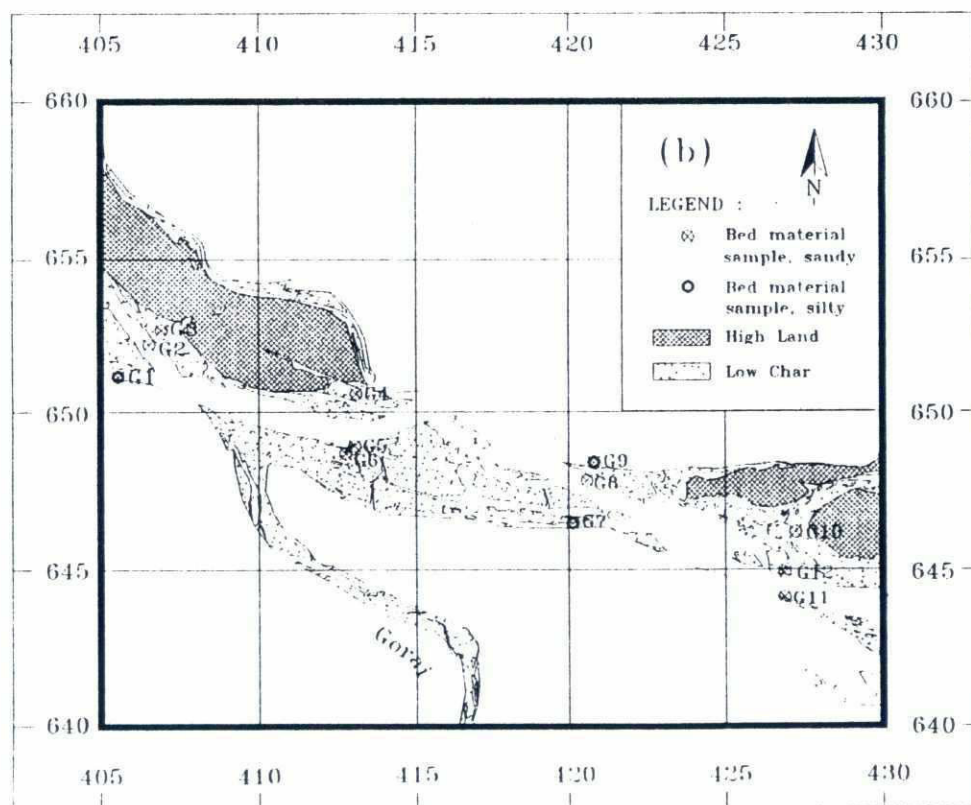 405 410 415 420 425 430
660 660
(b)
N
LEGEND :
Bed material
sample, sandy
Bed material
sample, silty
High Land
Low Char
655 655
G3
G2
G1
G4
650 650
G5
G6
G9
G8
G7
G10
G12
G11
645 645
Gorai
640 640
405 410 415 420 425 430